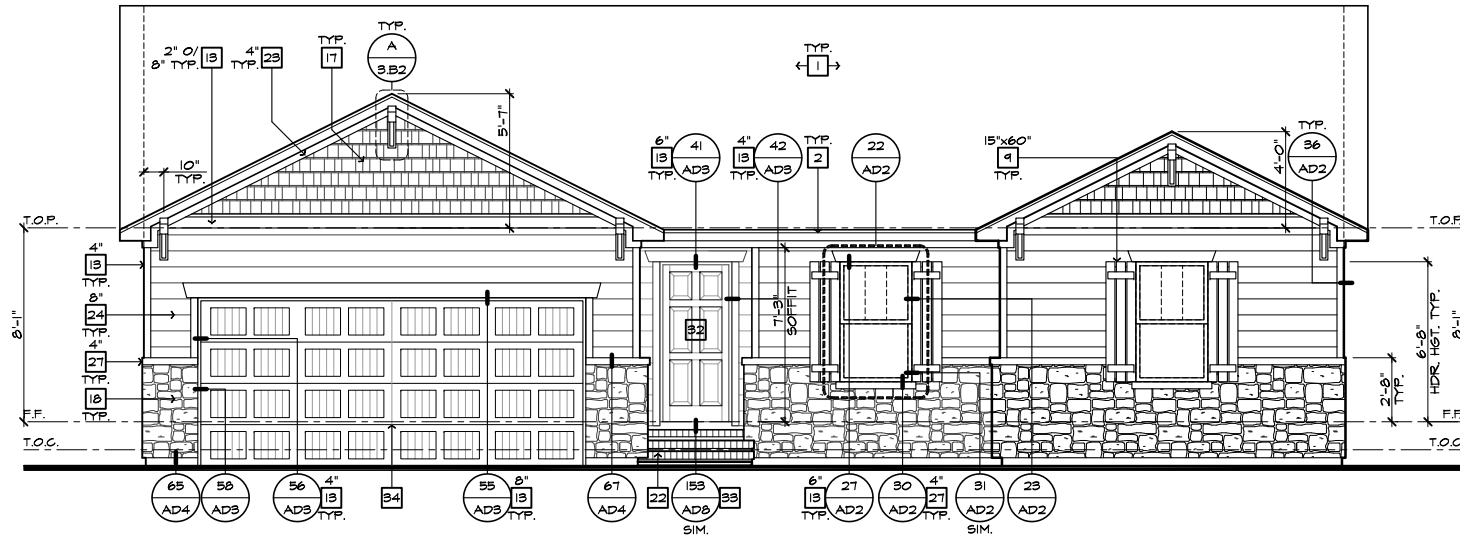 TYP.
A
3.B2
2" O/
8" TYP.
13
4"
TYP.
23
TYP.
17
TYP.
1
5'-7"
10"
TYP.
6"
13
TYP.
41
AD3
4"
13
TYP.
42
AD3
TYP.
2
22
AD2
15"x60"
9
TYP.
4'-0"
TYP.
36
AD2
T.O.P.
T.O.P.
4"
13
TYP.
8"
24
TYP.
4"
27
TYP.
18
TYP.
8'-1"
32
7'-3"
SOFFIT
6'-8"
HDR. HGT. TYP.
8'-1"
2'-8"
TYP.
F.F.
F.F.
T.O.C.
T.O.C.
65
AD4
58
AD3
56
AD3
4"
13
TYP.
34
55
AD3
8"
13
TYP.
67
AD4
22
153
AD8
SIM.
33
6"
13
TYP.
27
AD2
30
AD2
4"
27
TYP.
31
AD2
SIM.
23
AD2